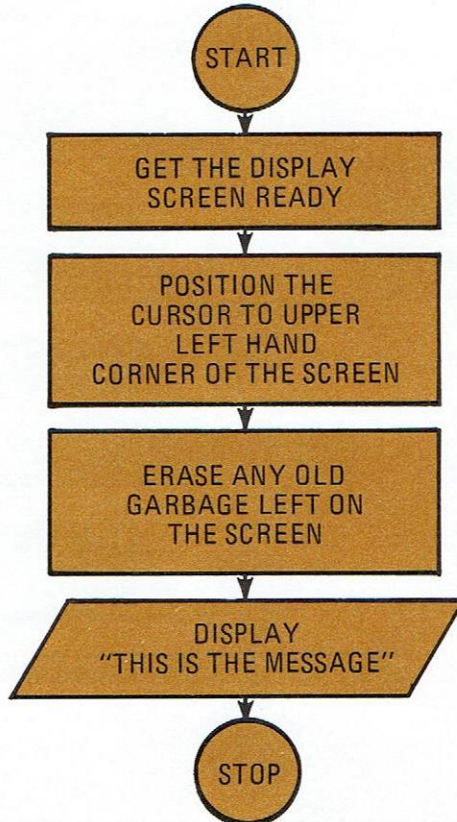 START
GET THE DISPLAY
SCREEN READY
POSITION THE
CURSOR TO UPPER
LEFT HAND
CORNER OF THE SCREEN
ERASE ANY OLD
GARBAGE LEFT ON
THE SCREEN
DISPLAY
"THIS IS THE MESSAGE"
STOP